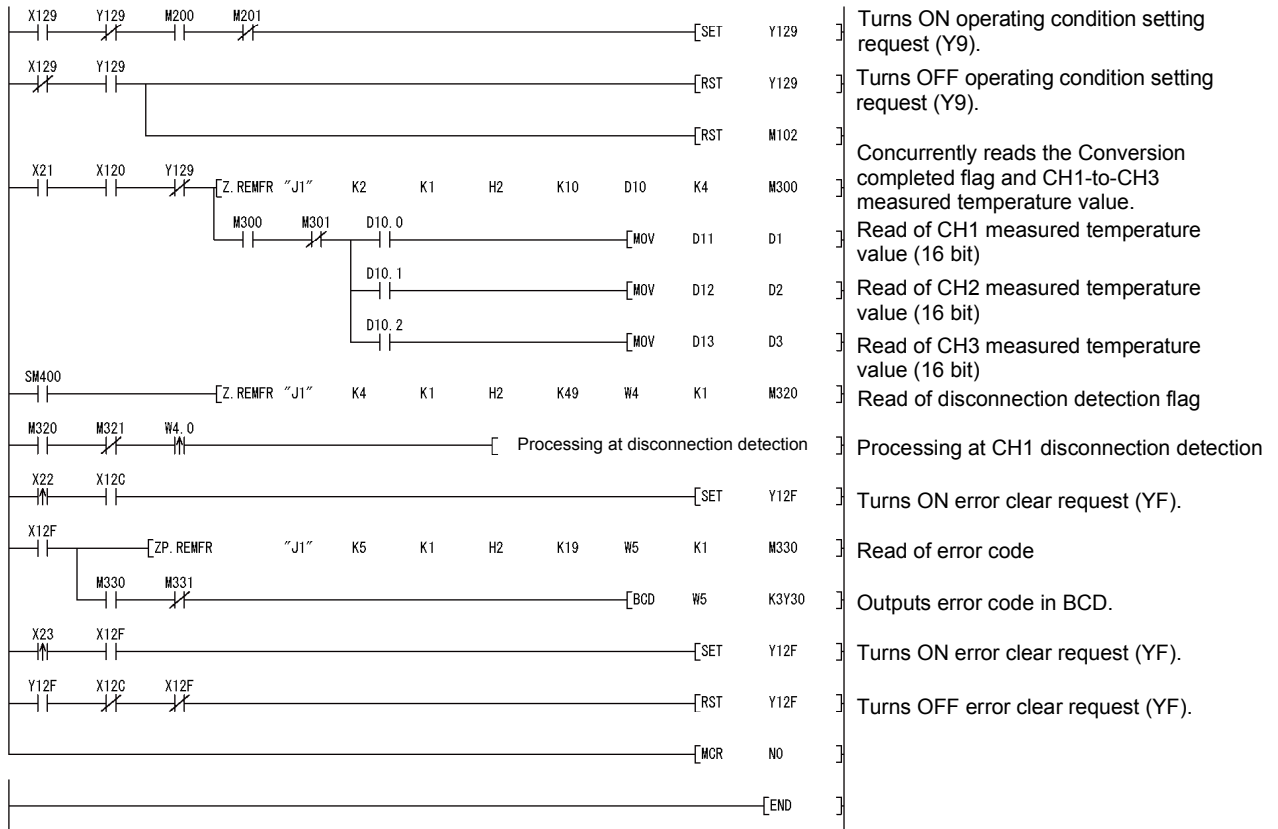 X129 Y129 M200 M201
SET Y129
Turns ON operating condition setting
request (Y9).
X129 Y129
RST Y129
Turns OFF operating condition setting
request (Y9).
RST M102
X21 X120 Y129
Z.REMFR "J1" K2 K1 H2 K10 D10 K4 M300
Concurrently reads the Conversion
completed flag and CH1-to-CH3
measured temperature value.
M300 M301 D10.0
MOV D11 D1
Read of CH1 measured temperature
value (16 bit)
D10.1
MOV D12 D2
Read of CH2 measured temperature
value (16 bit)
D10.2
MOV D13 D3
Read of CH3 measured temperature
value (16 bit)
SM400
Z.REMFR "J1" K4 K1 H2 K49 W4 K1 M320
Read of disconnection detection flag
M320 M321 W4.0
Processing at disconnection detection
Processing at CH1 disconnection detection
X22 X12C
SET Y12F
Turns ON error clear request (YF).
X12F
ZP.REMFR "J1" K5 K1 H2 K19 W5 K1 M330
Read of error code
M330 M331
BCD W5 K3Y30
Outputs error code in BCD.
X23 X12F
SET Y12F
Turns ON error clear request (YF).
Y12F X12C X12F
RST Y12F
Turns OFF error clear request (YF).
MCR N0
END